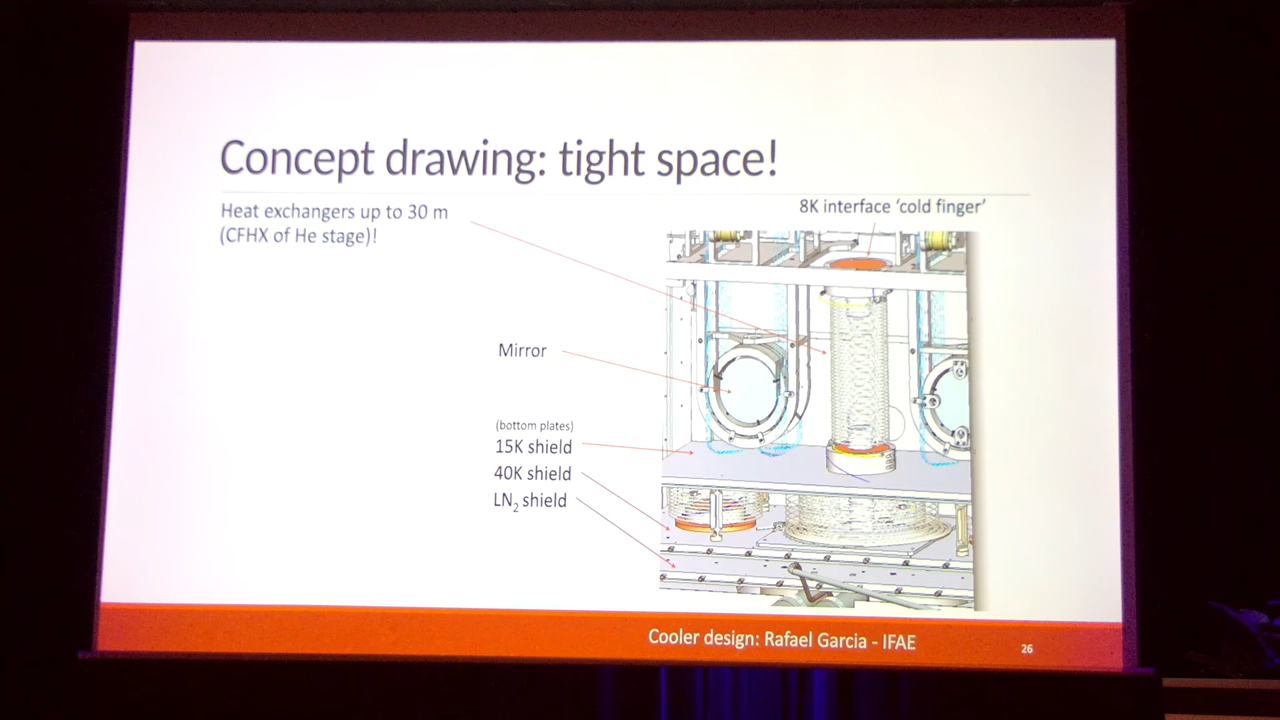 Concept drawing: tight space!
Heat exchangers up to 30 m
(CFHX of He stage)!
8K interface ‘cold finger’
Mirror
(bottom plates)
15K shield
40K shield
LN₂ shield
Cooler design: Rafael Garcia - IFAE
26